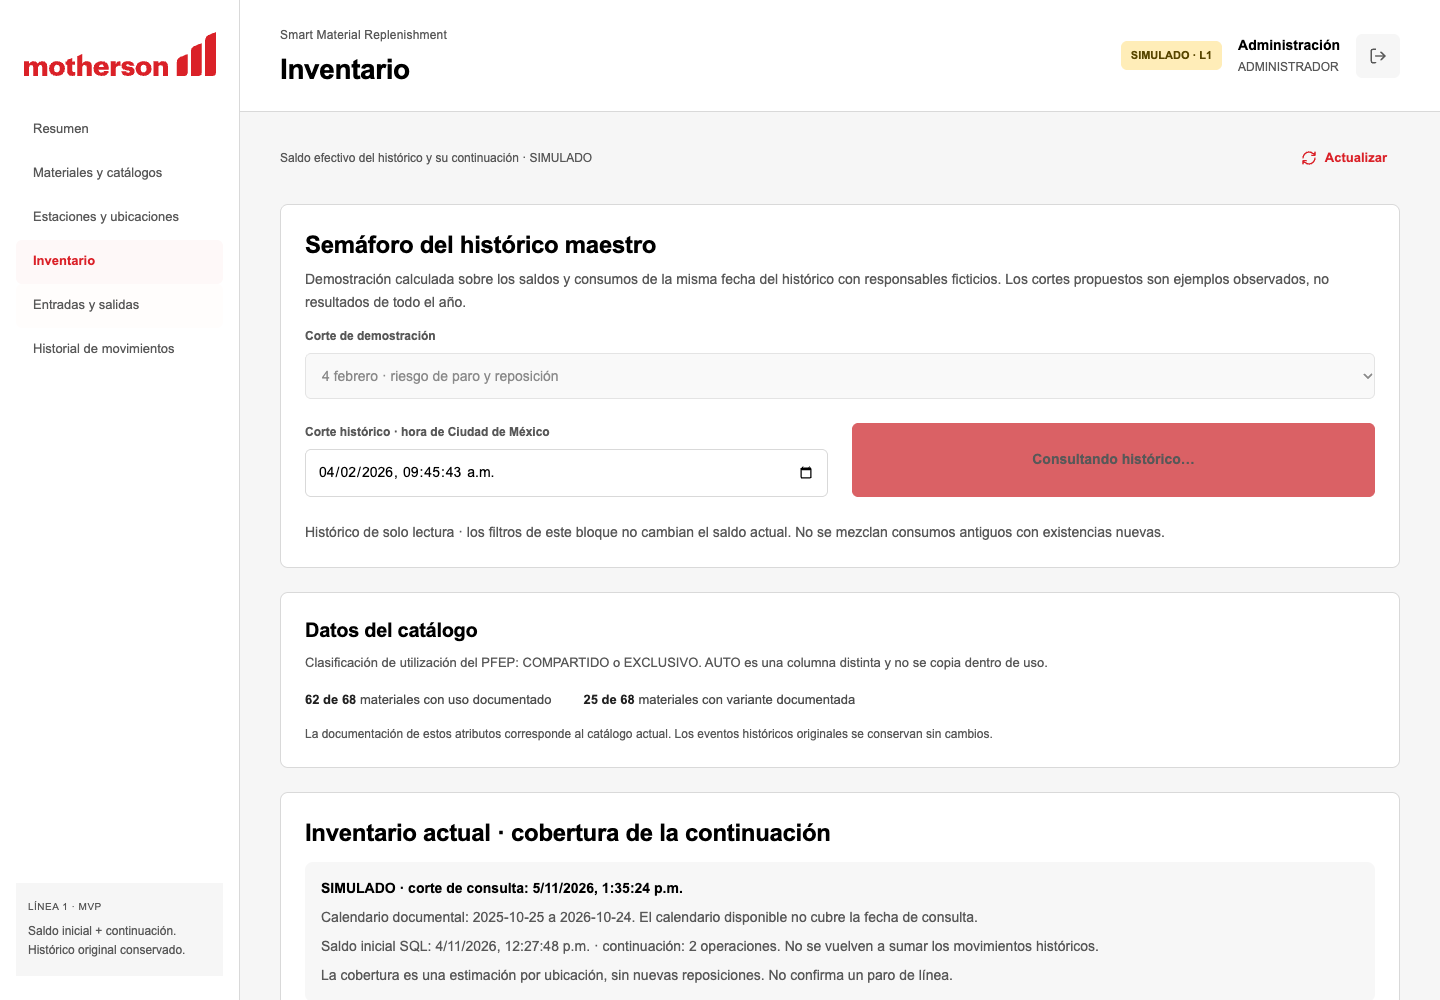 motherson
Resumen
Materiales y catálogos
Estaciones y ubicaciones
Inventario
Entradas y salidas
Historial de movimientos
LÍNEA 1 · MVP
Saldo inicial + continuación.
Histórico original conservado.
Smart Material Replenishment
Inventario
SIMULADO · L1
Administración
ADMINISTRADOR
Saldo efectivo del histórico y su continuación · SIMULADO
Actualizar
Semáforo del histórico maestro
Demostración calculada sobre los saldos y consumos de la misma fecha del histórico con responsables ficticios. Los cortes propuestos son ejemplos observados, no
resultados de todo el año.
Corte de demostración
4 febrero · riesgo de paro y reposición
Corte histórico · hora de Ciudad de México
04/02/2026, 09:45:43 a.m.
Consultando histórico…
Histórico de solo lectura · los filtros de este bloque no cambian el saldo actual. No se mezclan consumos antiguos con existencias nuevas.
Datos del catálogo
Clasificación de utilización del PFEP: COMPARTIDO o EXCLUSIVO. AUTO es una columna distinta y no se copia dentro de uso.
62 de 68 materiales con uso documentado 25 de 68 materiales con variante documentada
La documentación de estos atributos corresponde al catálogo actual. Los eventos históricos originales se conservan sin cambios.
Inventario actual · cobertura de la continuación
SIMULADO · corte de consulta: 5/11/2026, 1:35:24 p.m.
Calendario documental: 2025-10-25 a 2026-10-24. El calendario disponible no cubre la fecha de consulta.
Saldo inicial SQL: 4/11/2026, 12:27:48 p.m. · continuación: 2 operaciones. No se vuelven a sumar los movimientos históricos.
La cobertura es una estimación por ubicación, sin nuevas reposiciones. No confirma un paro de línea.